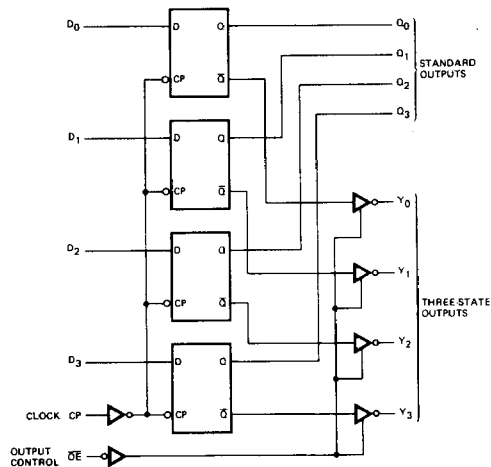 D0
D
Q
Q0
Q1
STANDARD
OUTPUTS
CP
Q̅
Q2
Q3
D1
D
Q
CP
Q̅
Y0
D2
D
Q
CP
Q̅
Y1
THREE-STATE
OUTPUTS
Y2
D3
D
Q
CLOCK CP
CP
Q̅
Y3
OUTPUT
CONTROL O̅E̅